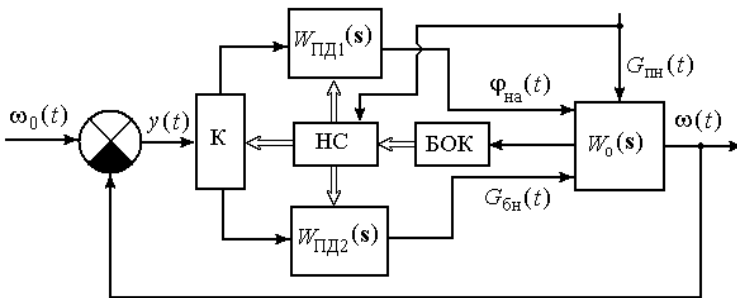 W_ПД1(s)
G_пн(t)
φ_на(t)
ω_0(t)
y(t)
К
НС
БОК
W_o(s)
ω(t)
G_бн(t)
W_ПД2(s)